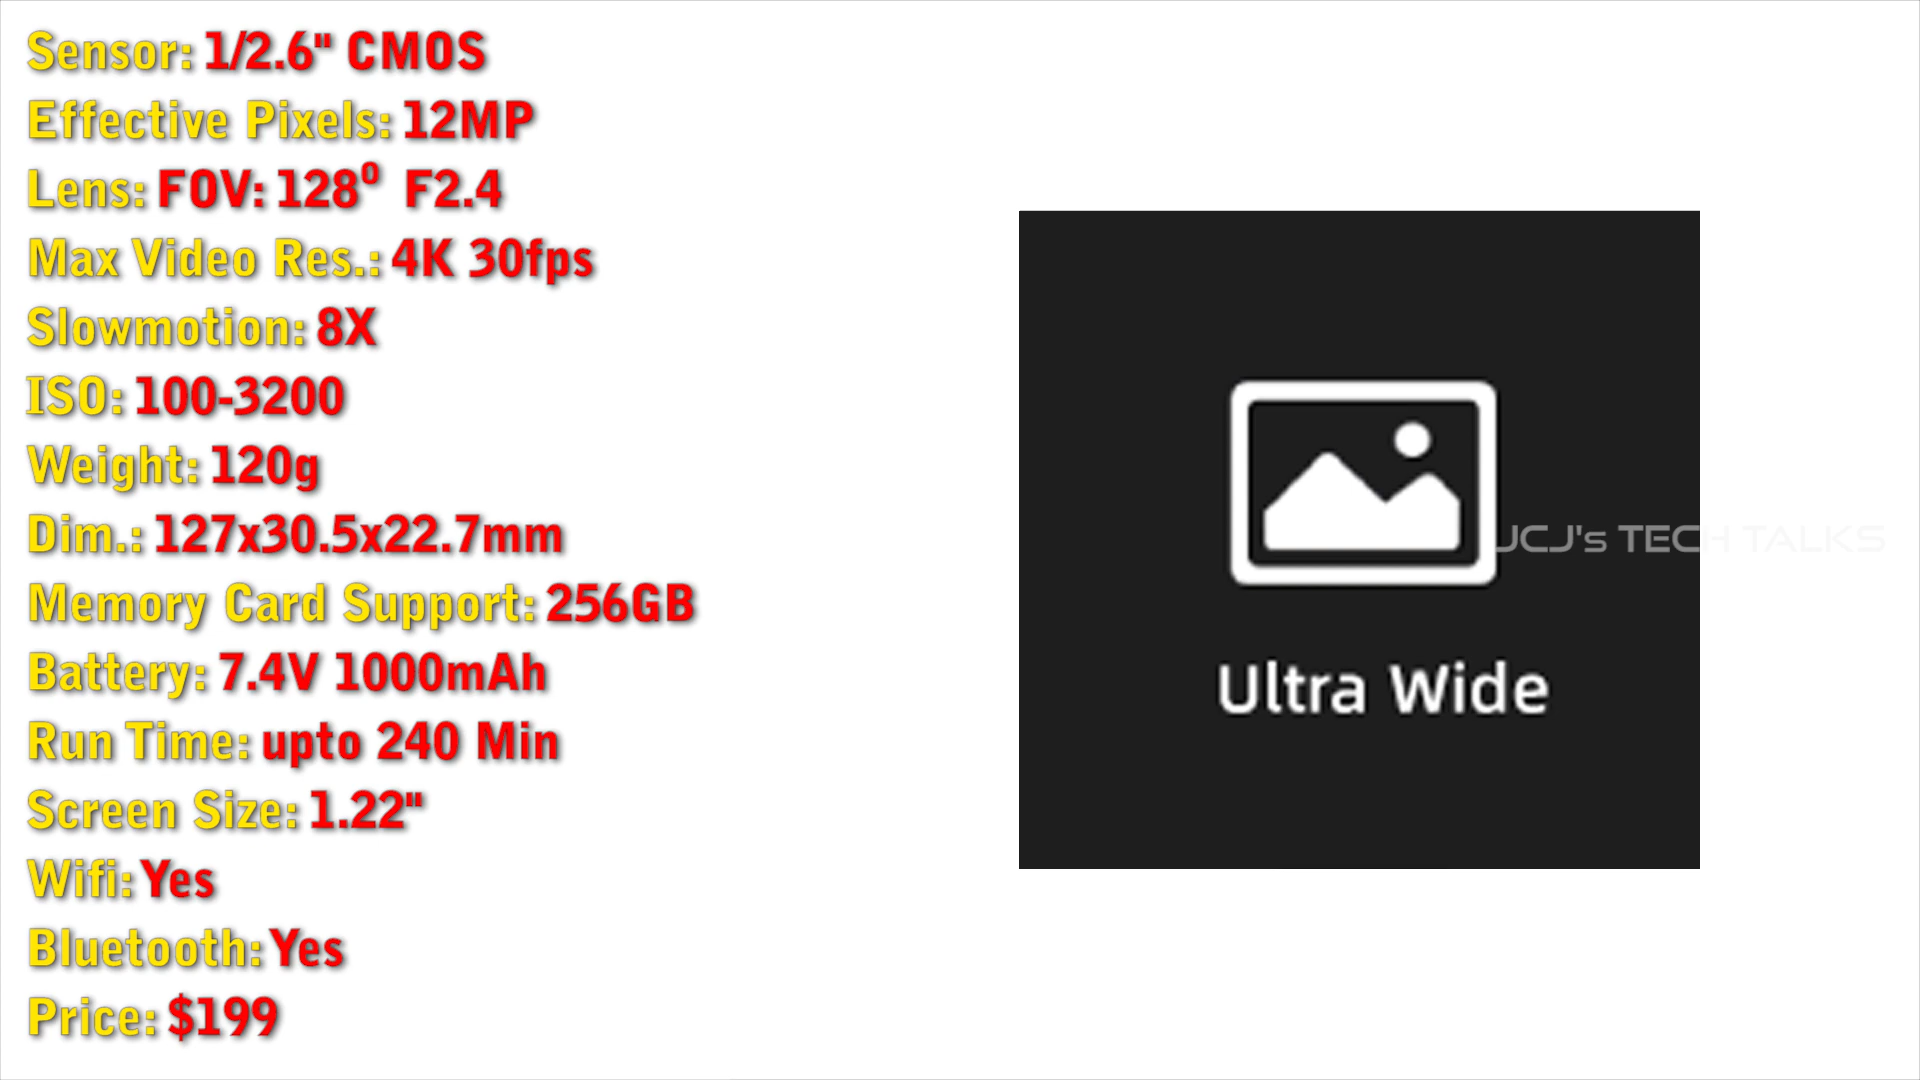 Sensor: 1/2.6" CMOS
Effective Pixels: 12MP
Lens: FOV: 128⁰ F2.4
Max Video Res.: 4K 30fps
Slowmotion: 8X
ISO: 100-3200
Weight: 120g
Dim.: 127x30.5x22.7mm
Memory Card Support: 256GB
Battery: 7.4V 1000mAh
Run Time: upto 240 Min
Screen Size: 1.22"
Wifi: Yes
Bluetooth: Yes
Price: $199
JCJ's TECH TALKS
Ultra Wide